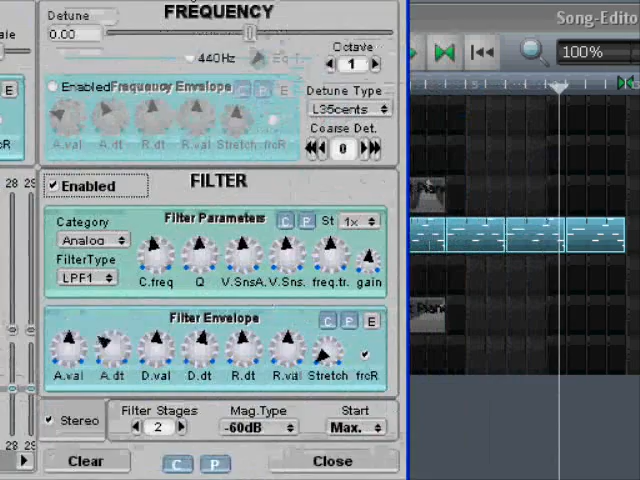 FREQUENCY
Detune
0.00
440Hz
Eq T
Octave
1
Enabled Frequency Envelope C P E
A.val A.dt R.dt R.val Stretch frcR
Detune Type
L35cents
Coarse Det.
0
E
28
Enabled
FILTER
Category
Analog
FilterType
LPF1
Filter Parameters C P St 1x
C.freq Q V.SnsA. V.Sns. freq.tr. gain
Filter Envelope C P E
A.val A.dt D.val D.dt R.dt R.val Stretch frcR
Stereo
Filter Stages
2
Mag.Type
-60dB
Start
Max.
28
Clear C P Close
Song-Edito
100%